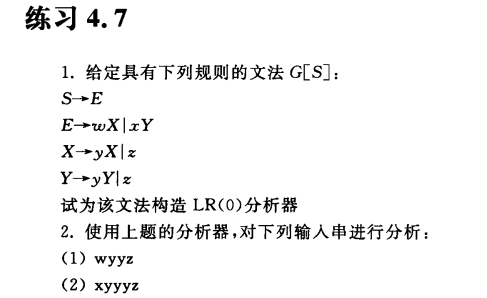 练习 4.7
1. 给定具有下列规则的文法 G[S]:
S→E
E→wX|xY
X→yX|z
Y→yY|z
试为该文法构造 LR(0)分析器
2. 使用上题的分析器,对下列输入串进行分析:
(1) wyyz
(2) xyyyz